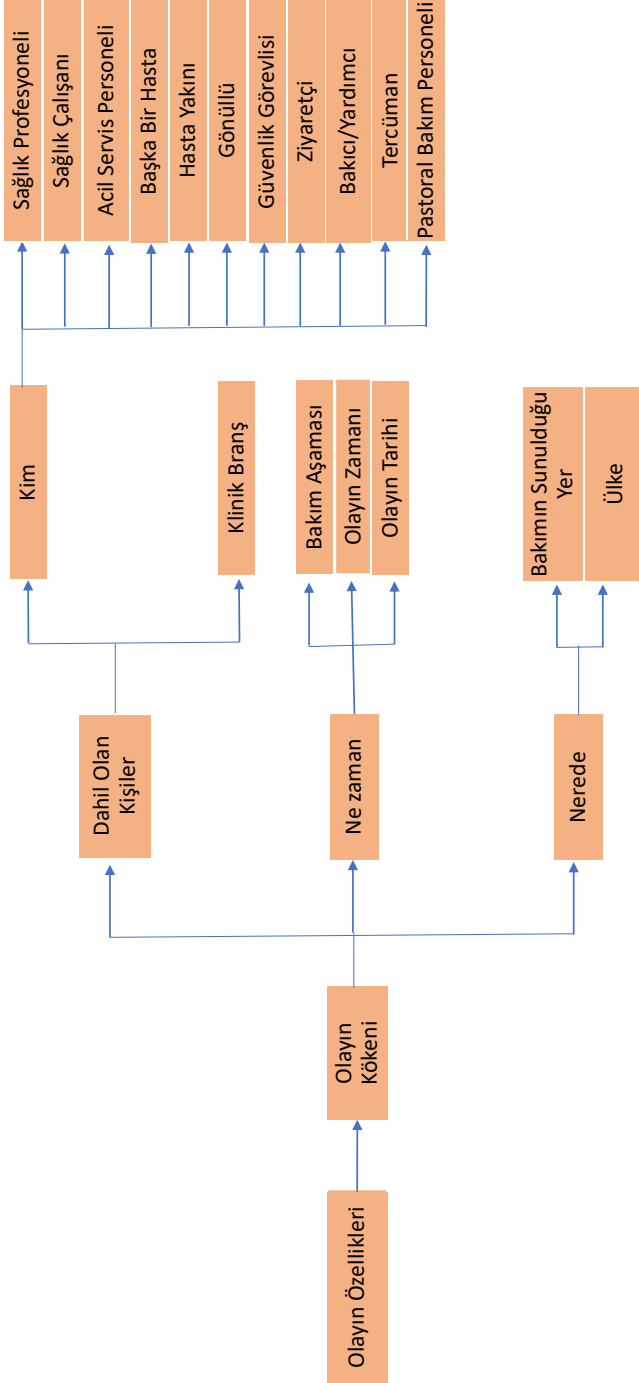 Olayın Özellikleri
Olayın
Kökeni
Dahil Olan
Kişiler
Ne zaman
Nerede
Kim
Klinik Branş
Bakım Aşaması
Olayın Zamanı
Olayın Tarihi
Bakımın Sunulduğu
Yer
Ülke
Sağlık Profesyoneli
Sağlık Çalışanı
Acil Servis Personeli
Başka Bir Hasta
Hasta Yakını
Gönüllü
Güvenlik Görevlisi
Ziyaretçi
Bakıcı/Yardımcı
Tercüman
Pastoral Bakım Personeli